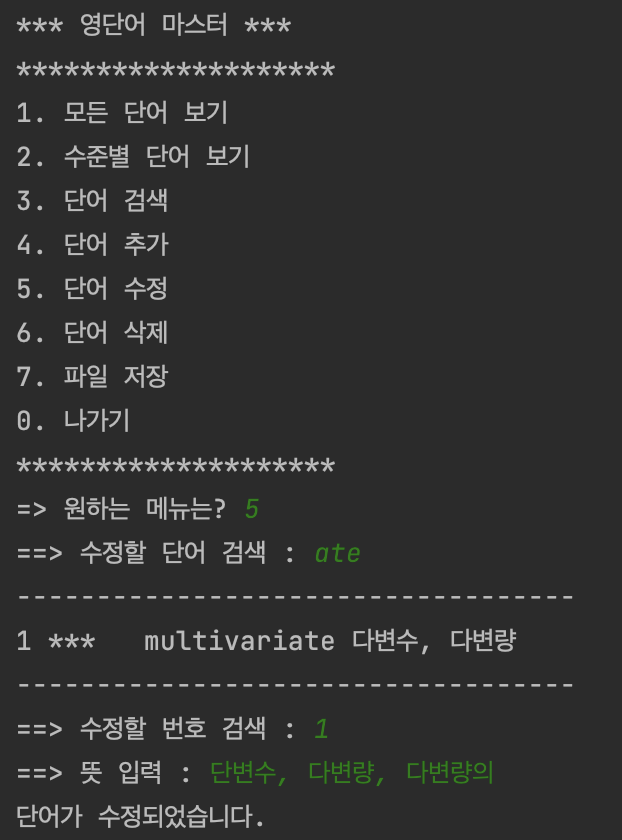 *** 영단어 마스터 ***
********************
1. 모든 단어 보기
2. 수준별 단어 보기
3. 단어 검색
4. 단어 추가
5. 단어 수정
6. 단어 삭제
7. 파일 저장
0. 나가기
********************
=> 원하는 메뉴는? 5
==> 수정할 단어 검색 : ate
-----------------------------------
1 ***   multivariate 다변수, 다변량
-----------------------------------
==> 수정할 번호 검색 : 1
==> 뜻 입력 : 단변수, 다변량, 다변량의
단어가 수정되었습니다.